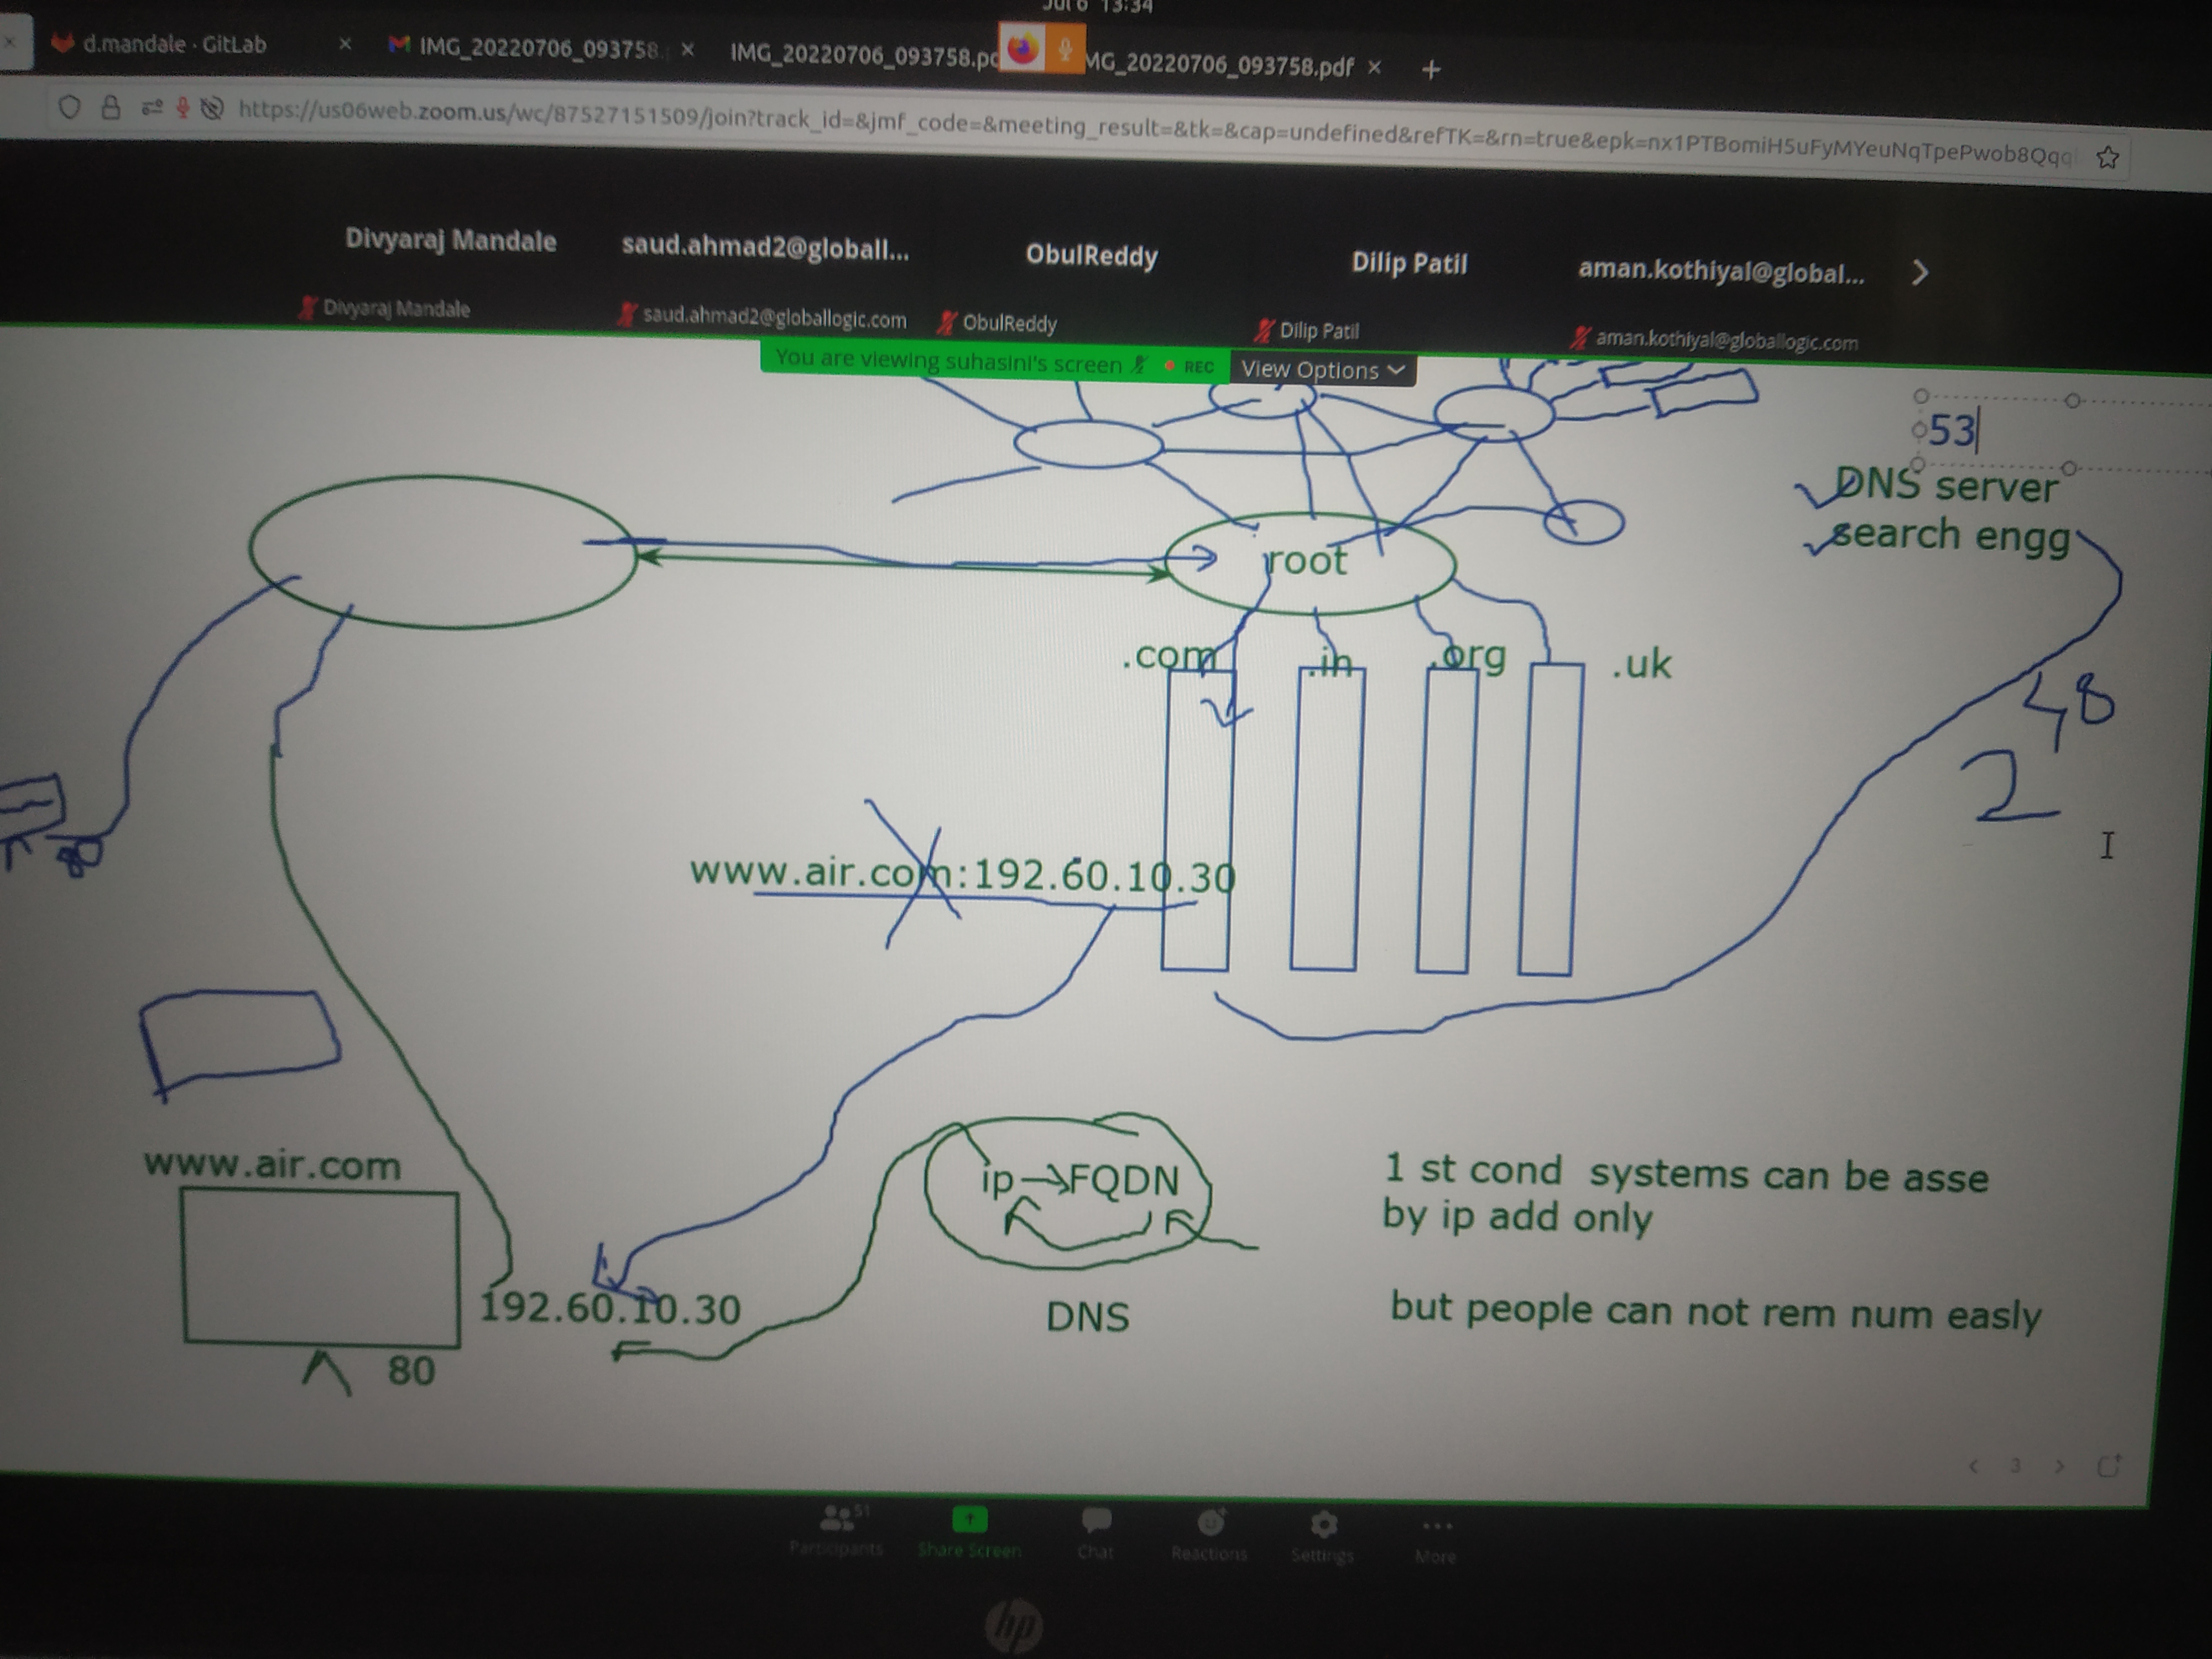 Jul 6 13:34
d.mandale · GitLab
IMG_20220706_093758.
IMG_20220706_093758.pd
MG_20220706_093758.pdf
https://us06web.zoom.us/wc/87527151509/join?track_id=&jmf_code=&meeting_result=&tk=&cap=undefined&refTK=&rn=true&epk=nx1PTBomiH5uFyMYeuNqTpePwob8Qqq
Divyaraj Mandale
saud.ahmad2@globall...
ObulReddy
Dilip Patil
aman.kothiyal@global...
Divyaraj Mandale
saud.ahmad2@globallogic.com
ObulReddy
Dilip Patil
aman.kothiyal@globallogic.com
You are viewing suhasini's screen
REC
View Options
53
DNS server
search engg
root
.com
.in
.org
.uk
48
2
www.air.com:192.60.10.30
80
www.air.com
ip→FQDN
1 st cond systems can be asse
by ip add only
192.60.10.30
DNS
but people can not rem num easly
80
3
Participants
51
Share Screen
Chat
Reactions
Settings
More
hp